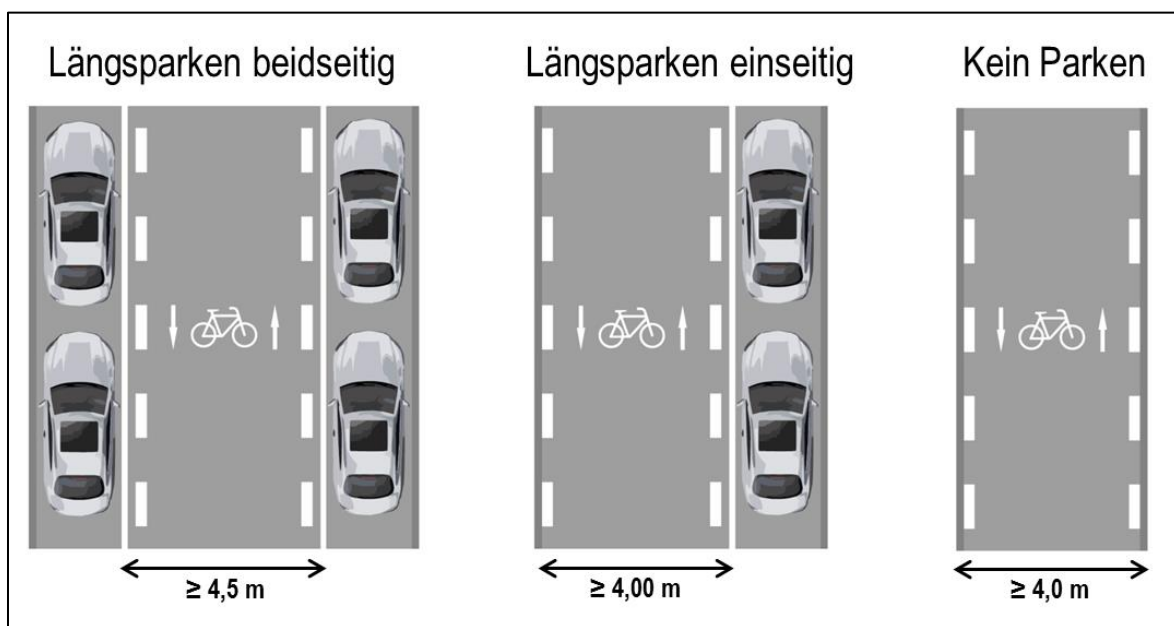 Längsparken beidseitig
Längsparken einseitig
Kein Parken
≥ 4,5 m
≥ 4,00 m
≥ 4,0 m